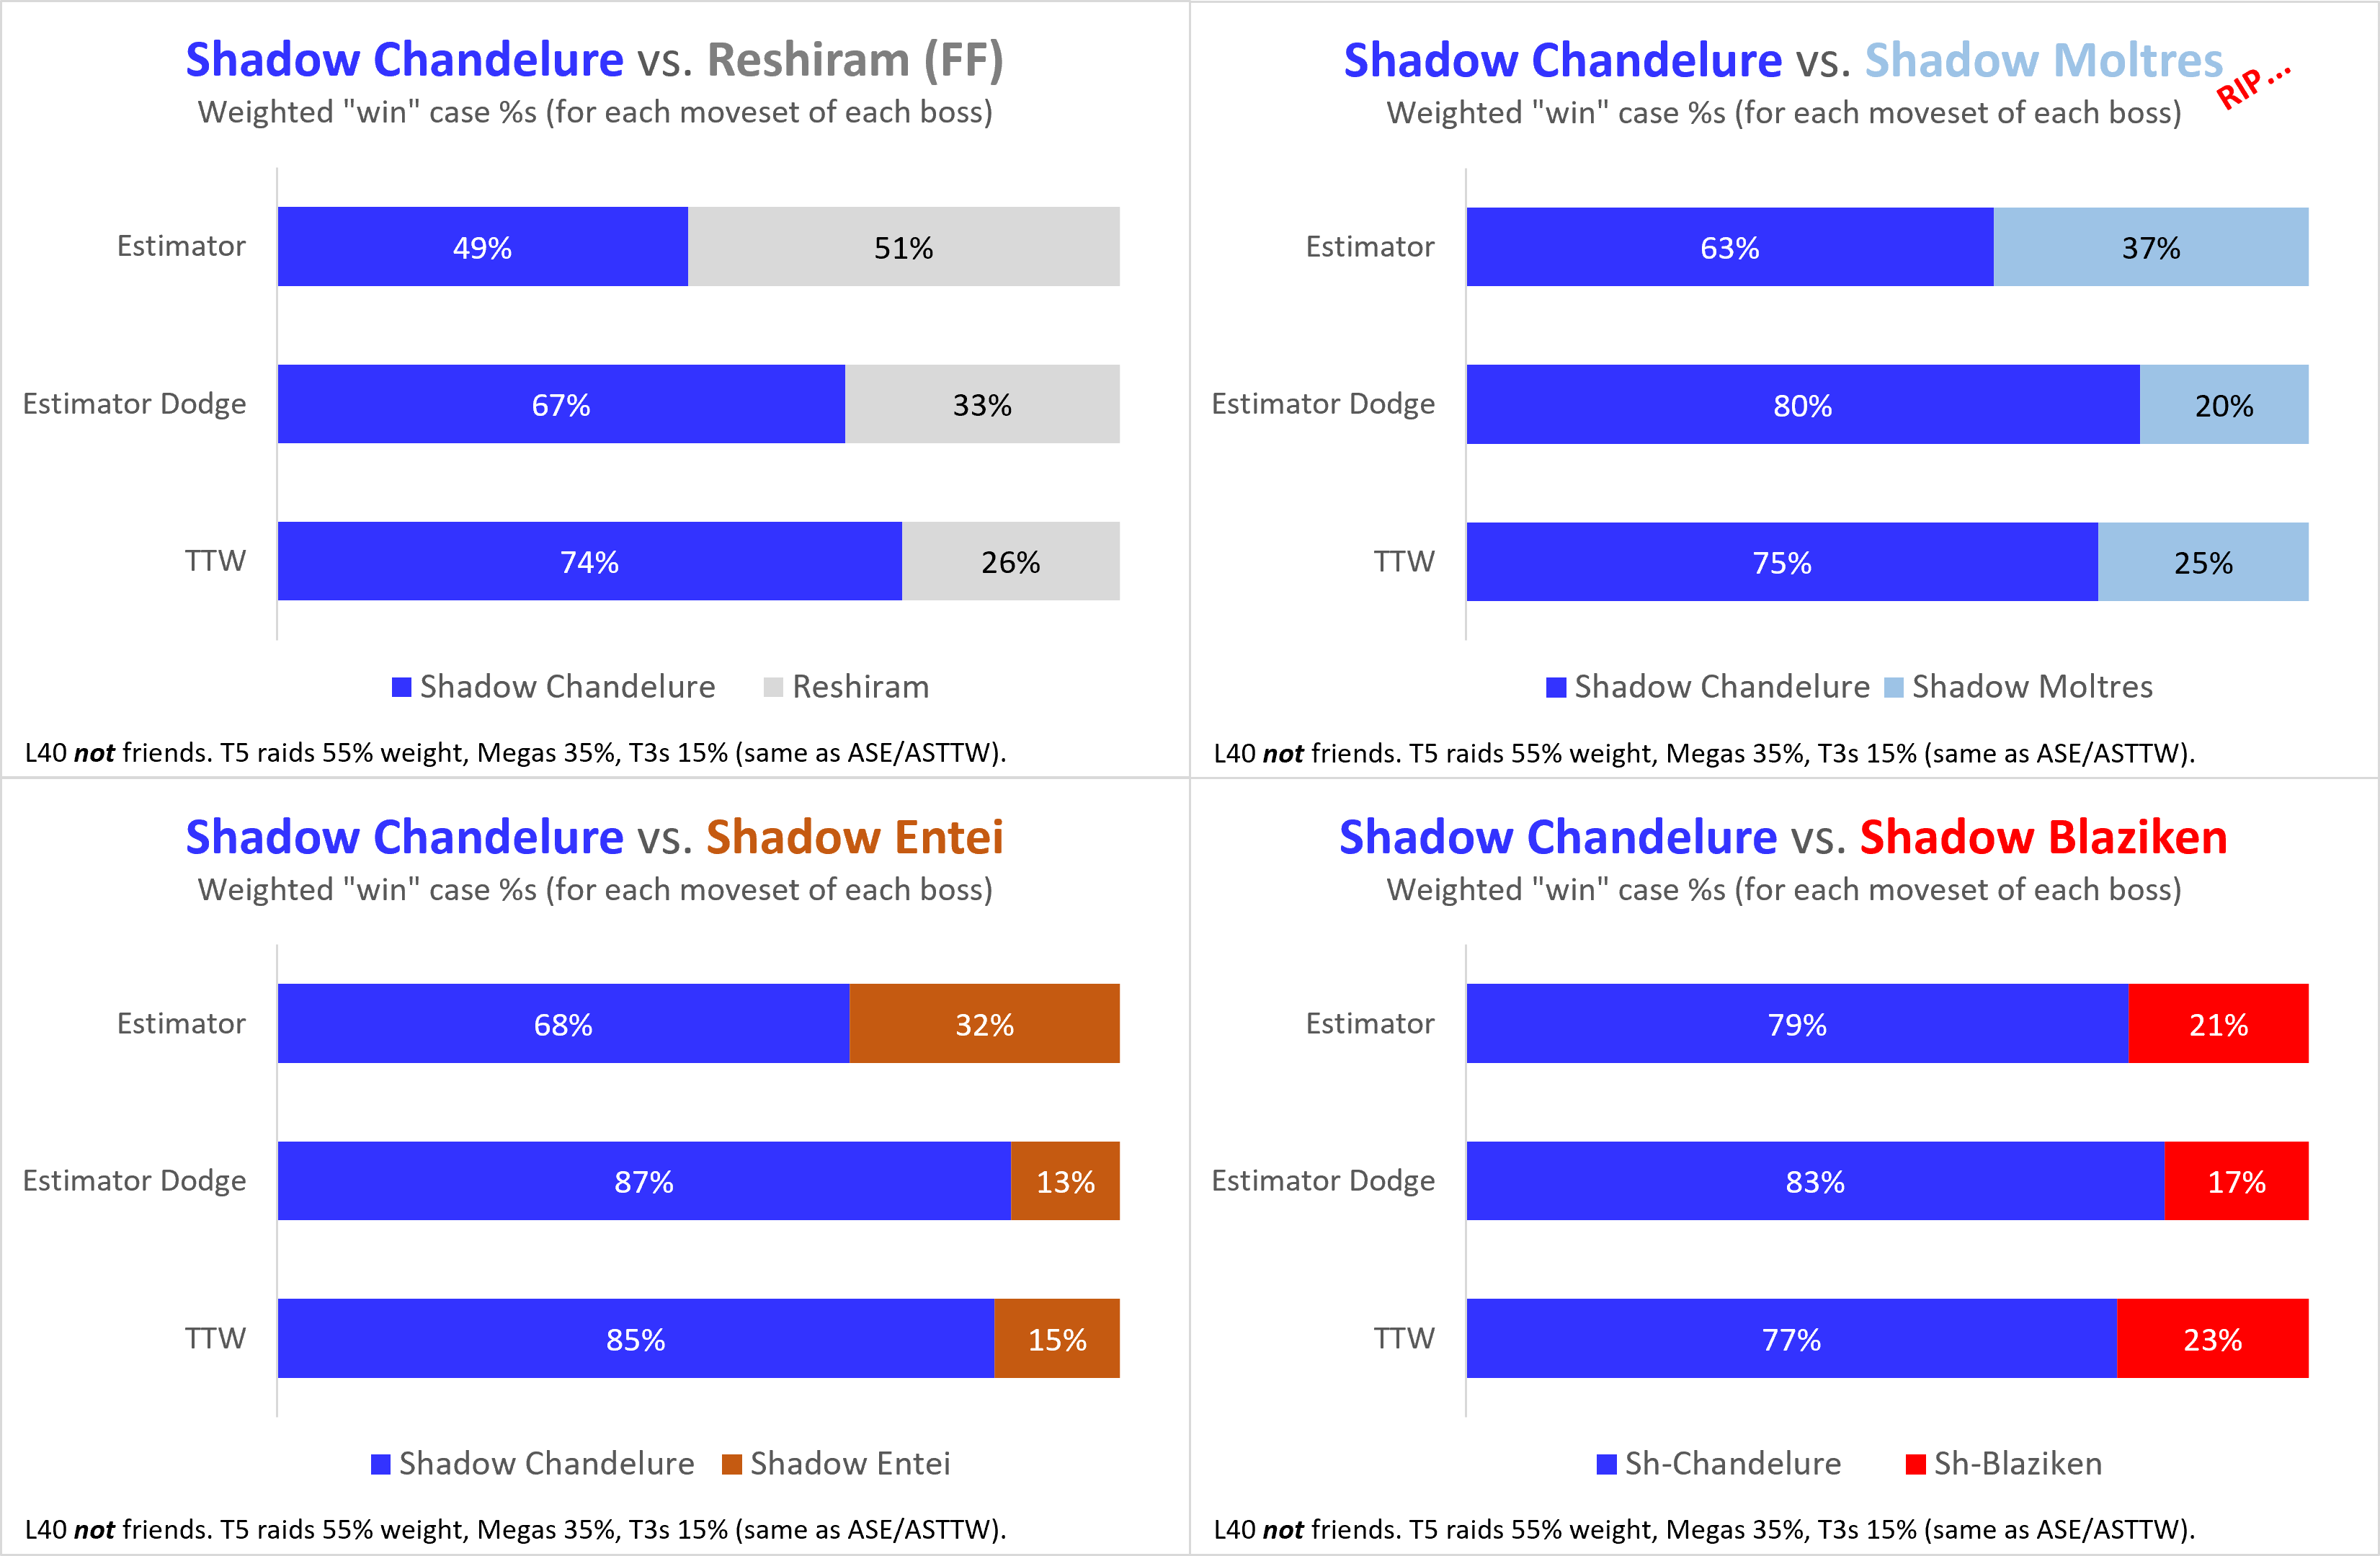 Shadow Chandelure vs. Reshiram (FF)
Weighted "win" case %s (for each moveset of each boss)
Estimator
49%
51%
Estimator Dodge
67%
33%
TTW
74%
26%
Shadow Chandelure
Reshiram
L40 not friends. T5 raids 55% weight, Megas 35%, T3s 15% (same as ASE/ASTTW).
Shadow Chandelure vs. Shadow Moltres
RIP...
Weighted "win" case %s (for each moveset of each boss)
Estimator
63%
37%
Estimator Dodge
80%
20%
TTW
75%
25%
Shadow Chandelure
Shadow Moltres
L40 not friends. T5 raids 55% weight, Megas 35%, T3s 15% (same as ASE/ASTTW).
Shadow Chandelure vs. Shadow Entei
Weighted "win" case %s (for each moveset of each boss)
Estimator
68%
32%
Estimator Dodge
87%
13%
TTW
85%
15%
Shadow Chandelure
Shadow Entei
L40 not friends. T5 raids 55% weight, Megas 35%, T3s 15% (same as ASE/ASTTW).
Shadow Chandelure vs. Shadow Blaziken
Weighted "win" case %s (for each moveset of each boss)
Estimator
79%
21%
Estimator Dodge
83%
17%
TTW
77%
23%
Sh-Chandelure
Sh-Blaziken
L40 not friends. T5 raids 55% weight, Megas 35%, T3s 15% (same as ASE/ASTTW).